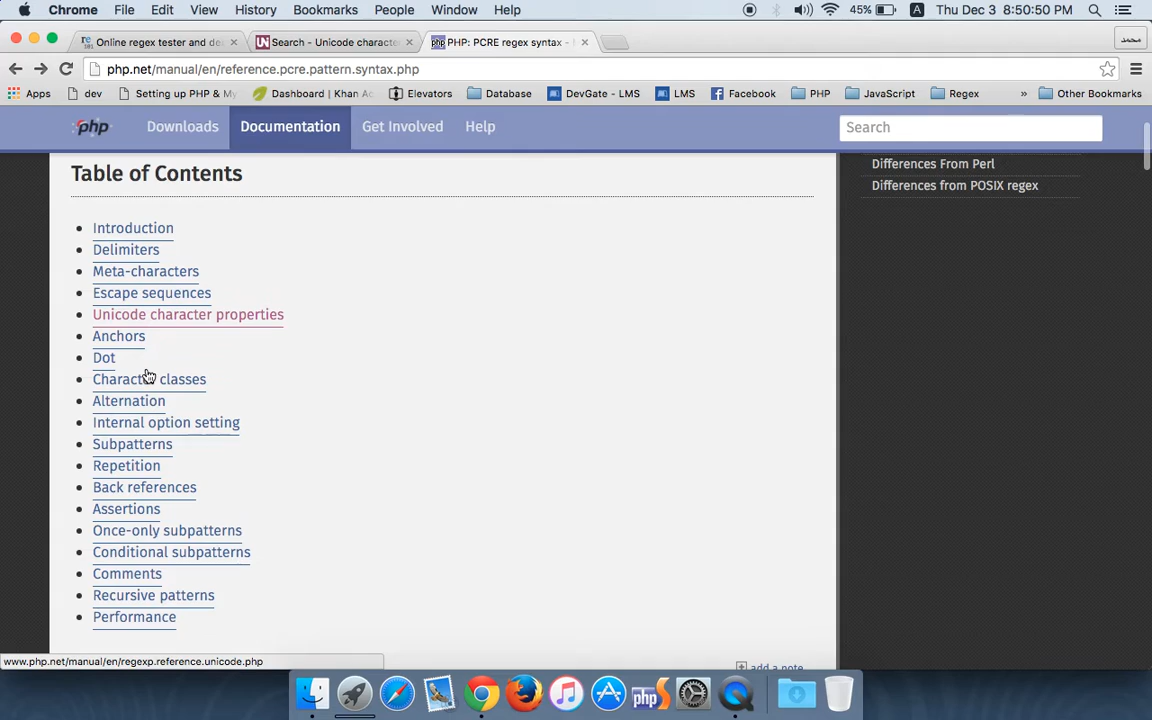 Chrome File Edit View History Bookmarks People Window Help 45% A Thu Dec 3 8:50:50 PM
Online regex tester and de Search - Unicode characte PHP: PCRE regex syntax - محمد
php.net/manual/en/reference.pcre.pattern.syntax.php
Apps dev Setting up PHP & My Dashboard | Khan Ac Elevators Database DevGate - LMS LMS Facebook PHP JavaScript Regex » Other Bookmarks
php Downloads Documentation Get Involved Help Search
Table of Contents
Differences From Perl
Differences from POSIX regex
Introduction
Delimiters
Meta-characters
Escape sequences
Unicode character properties
Anchors
Dot
Character classes
Alternation
Internal option setting
Subpatterns
Repetition
Back references
Assertions
Once-only subpatterns
Conditional subpatterns
Comments
Recursive patterns
Performance
www.php.net/manual/en/regexp.reference.unicode.php
add a note
php